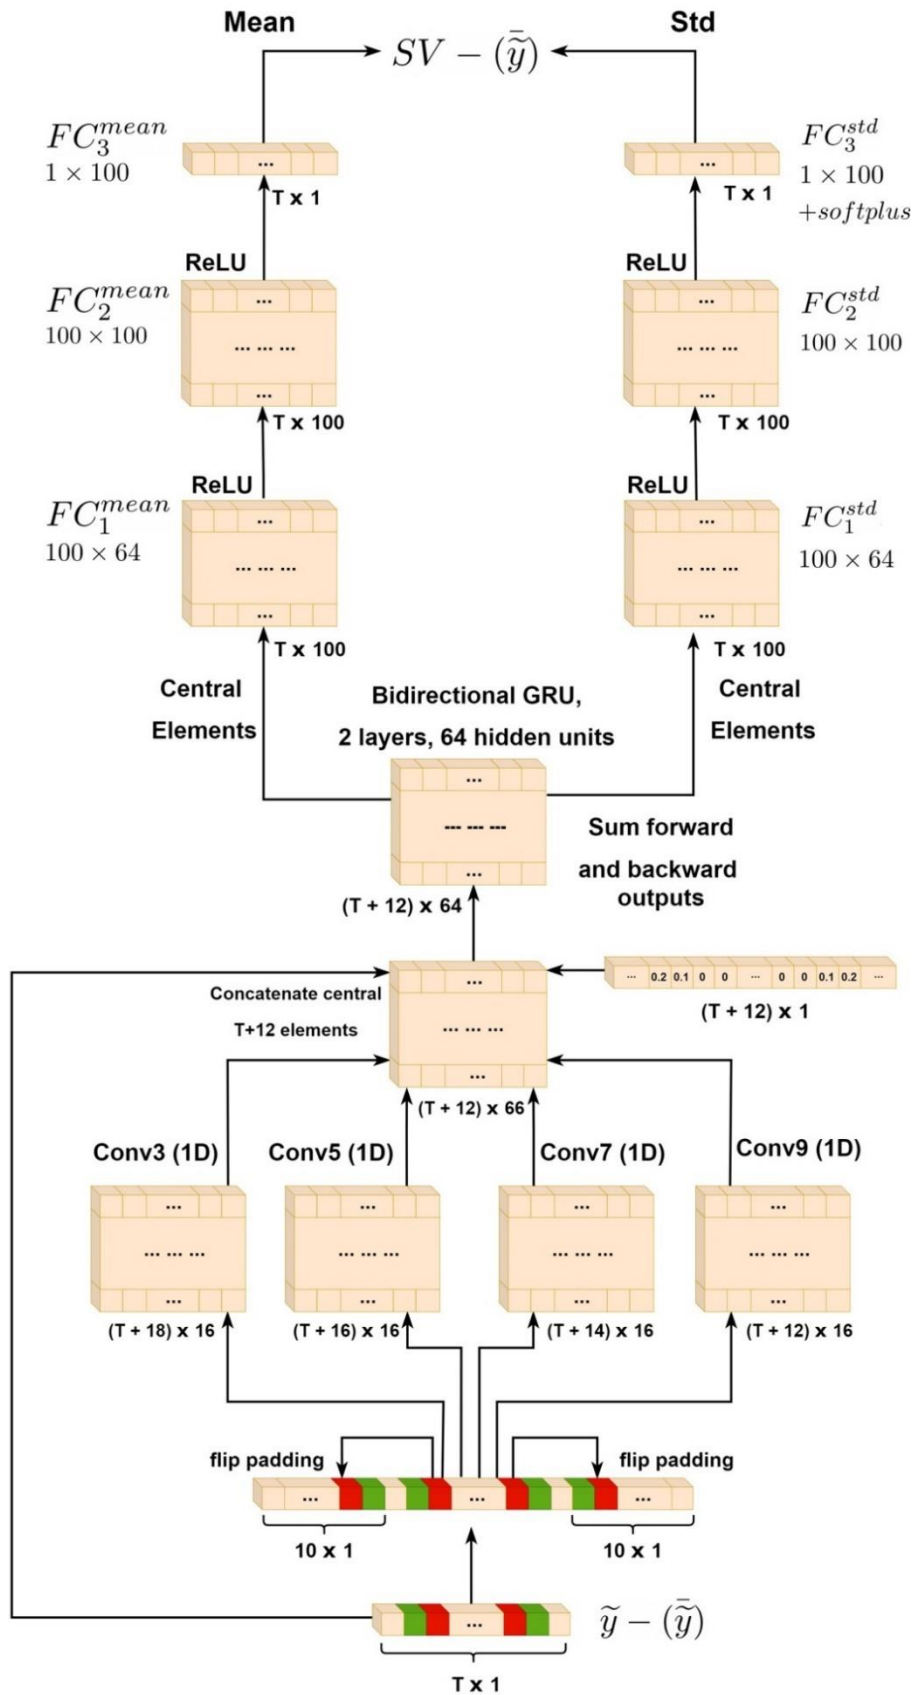 Mean
Std
SV − (ỹ̄)
FC₃^{mean}
1 × 100
...
T x 1
FC₃^{std}
1 × 100
+softplus
...
T x 1
ReLU
FC₂^{mean}
100 × 100
...
... ... ...
...
T x 100
ReLU
FC₂^{std}
100 × 100
...
... ... ...
...
T x 100
ReLU
FC₁^{mean}
100 × 64
...
... ... ...
...
T x 100
ReLU
FC₁^{std}
100 × 64
...
... ... ...
...
T x 100
Central
Elements
Bidirectional GRU,
2 layers, 64 hidden units
Central
Elements
...
--- --- ---
...
(T + 12) x 64
Sum forward
and backward
outputs
Concatenate central
T+12 elements
...
... ... ...
...
(T + 12) x 66
... 0.2 0.1 0 0 ... 0 0 0.1 0.2 ...
(T + 12) x 1
Conv3 (1D)
Conv5 (1D)
Conv7 (1D)
Conv9 (1D)
... ... ... ...
... ... ... ... ... ... ... ... ... ... ... ...
... ... ... ...
(T + 18) x 16
(T + 16) x 16
(T + 14) x 16
(T + 12) x 16
flip padding
flip padding
... ... ...
10 x 1
10 x 1
...
ỹ − (ỹ̄)
T x 1